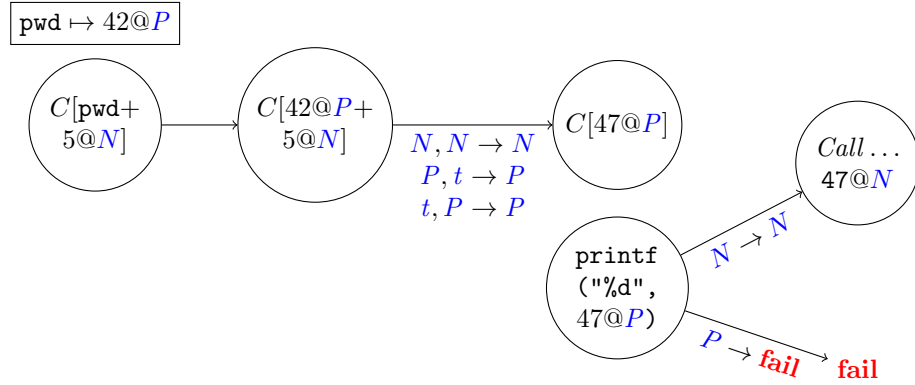 pwd ↦ 42@P
C[pwd+
5@N]
C[42@P+
5@N]
N, N → N
P, t → P
t, P → P
C[47@P]
printf
("%d",
47@P)
N → N
Call …
47@N
P → fail
fail